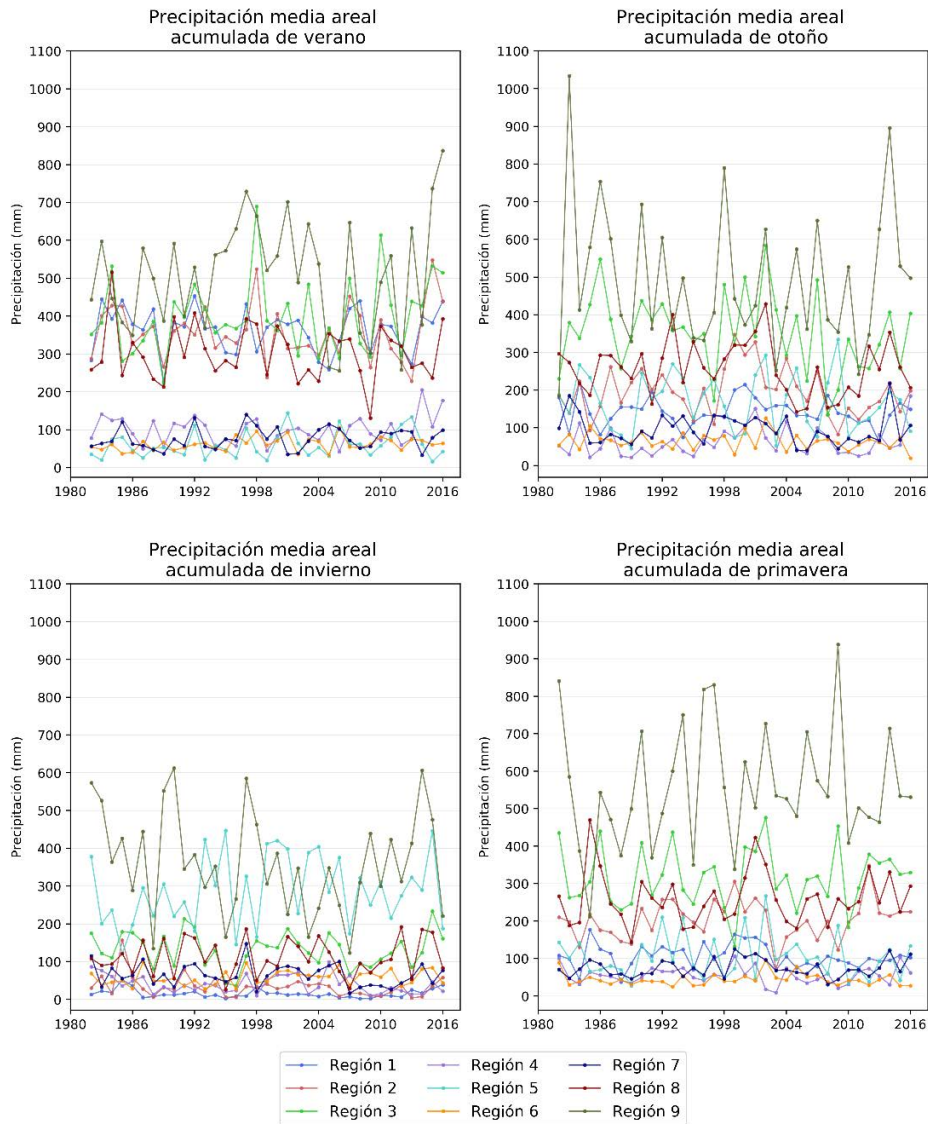 Precipitación media areal
acumulada de verano
Precipitación (mm)
1100
1000
900
800
700
600
500
400
300
200
100
0
1980 1986 1992 1998 2004 2010 2016
Precipitación media areal
acumulada de otoño
Precipitación (mm)
1100
1000
900
800
700
600
500
400
300
200
100
0
1980 1986 1992 1998 2004 2010 2016
Precipitación media areal
acumulada de invierno
Precipitación (mm)
1100
1000
900
800
700
600
500
400
300
200
100
0
1980 1986 1992 1998 2004 2010 2016
Precipitación media areal
acumulada de primavera
Precipitación (mm)
1100
1000
900
800
700
600
500
400
300
200
100
0
1980 1986 1992 1998 2004 2010 2016
Región 1 Región 4 Región 7
Región 2 Región 5 Región 8
Región 3 Región 6 Región 9